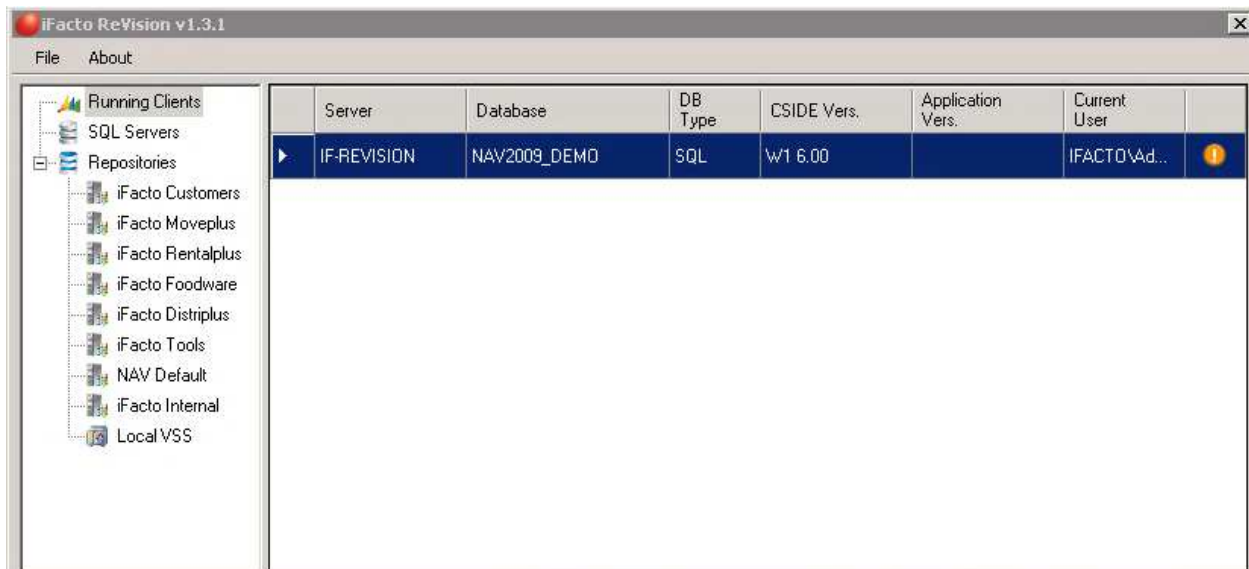 iFacto ReVision v1.3.1
File About
Running Clients
SQL Servers
Repositories
iFacto Customers
iFacto Moveplus
iFacto Rentalplus
iFacto Foodware
iFacto Distriplus
iFacto Tools
NAV Default
iFacto Internal
Local VSS
Server Database DB Type CSIDE Vers. Application Vers. Current User
IF-REVISION NAV2009_DEMO SQL W1 6.00 IFACTO\Ad...